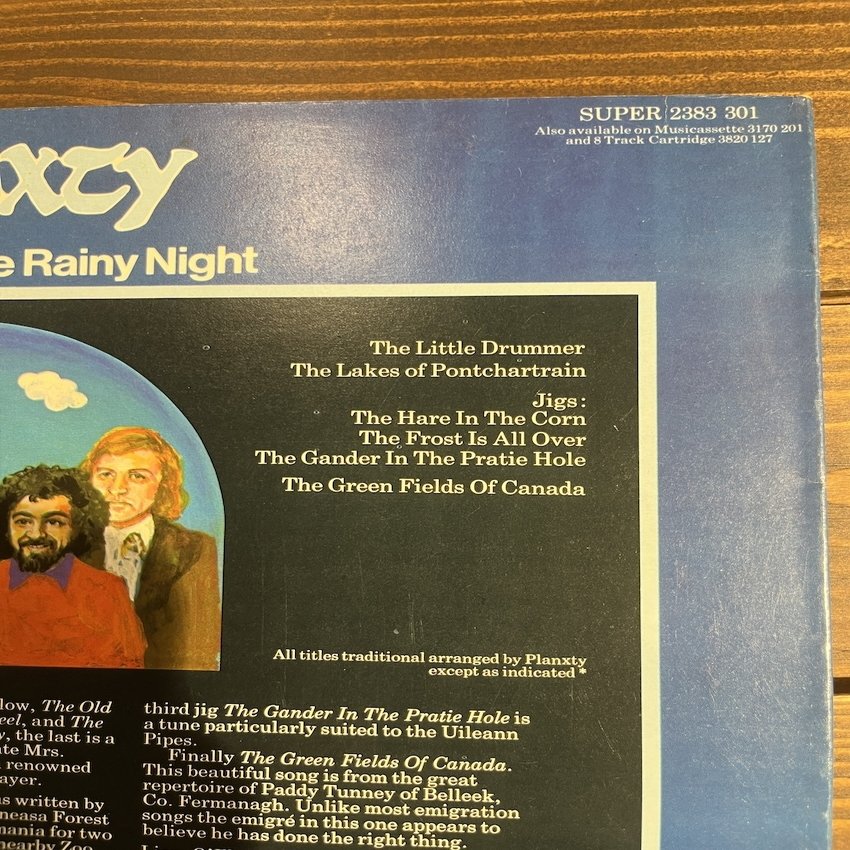 SUPER 2383 301
Also available on Musicassette 3170 201
and 8 Track Cartridge 3820 127
xty
e Rainy Night
The Little Drummer
The Lakes of Pontchartrain
Jigs:
The Hare In The Corn
The Frost Is All Over
The Gander In The Pratie Hole
The Green Fields Of Canada
All titles traditional arranged by Planxty
except as indicated *
low, The Old
eel, and The
y, the last is a
ate Mrs.
renowned
ayer.
as written by
neasa Forest
mania for two
nearby Zoo
third jig The Gander In The Pratie Hole is
a tune particularly suited to the Uileann
Pipes.
Finally The Green Fields Of Canada.
This beautiful song is from the great
repertoire of Paddy Tunney of Belleek,
Co. Fermanagh. Unlike most emigration
songs the emigré in this one appears to
believe he has done the right thing.